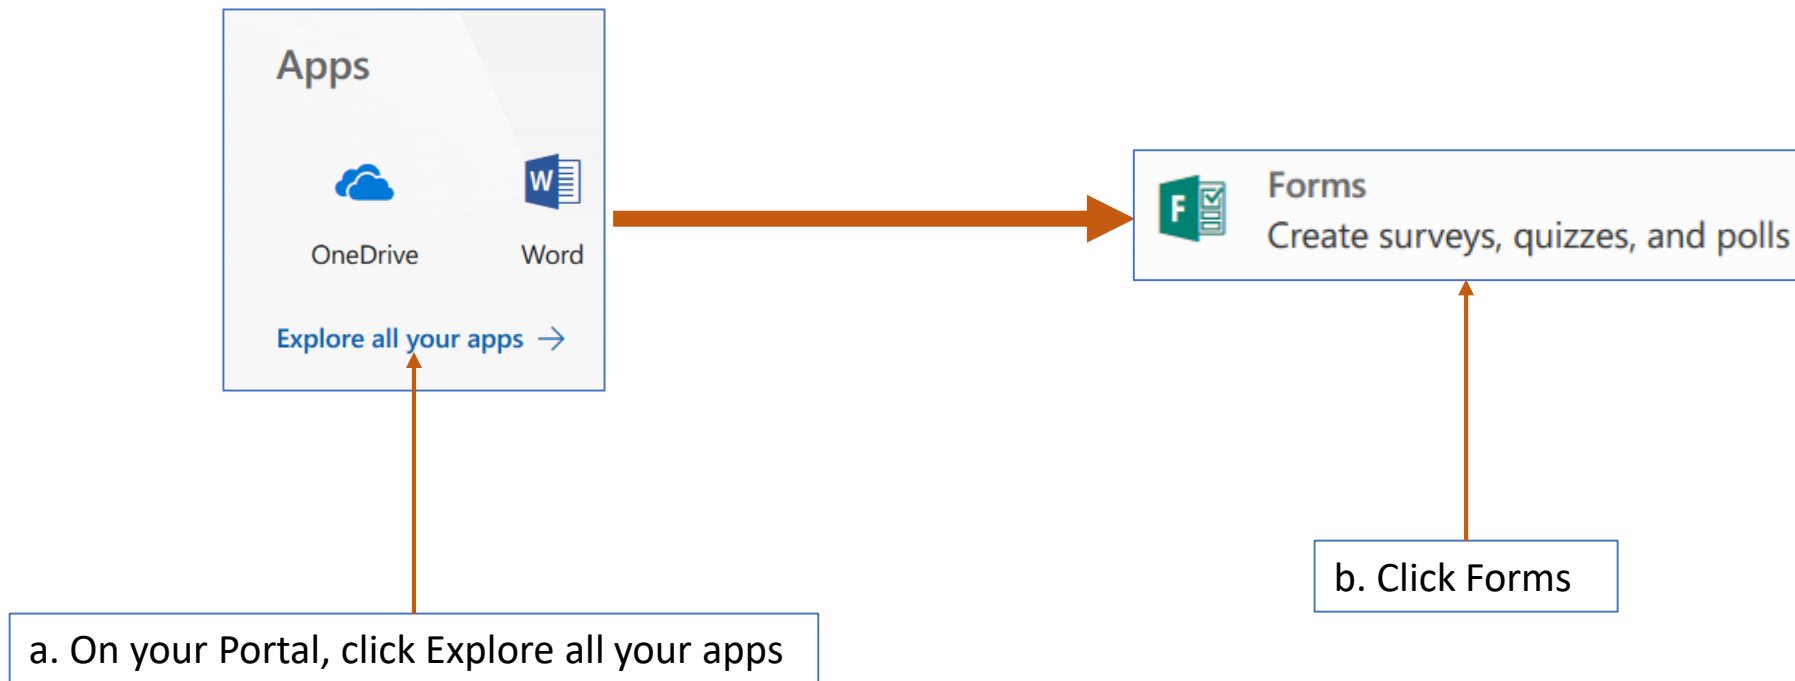 Apps
OneDrive
Word
Explore all your apps →
Forms
Create surveys, quizzes, and polls
a. On your Portal, click Explore all your apps
b. Click Forms